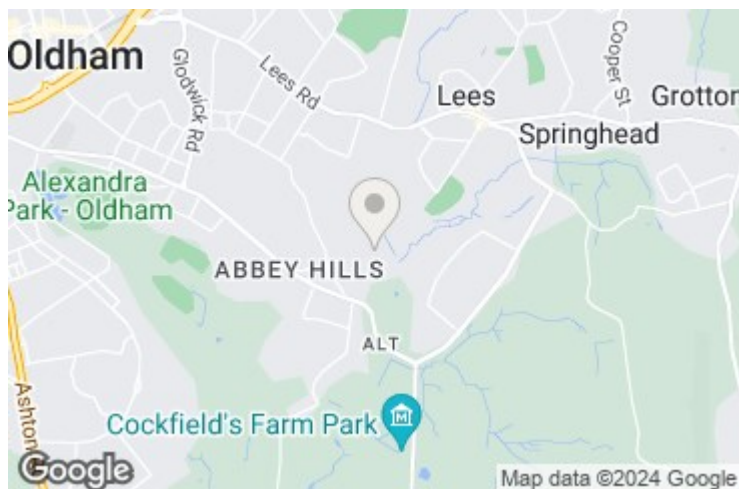 Oldham
Glodwick Rd
Lees Rd
Lees
Cooper St
Grotton
Springhead
Alexandra
Park - Oldham
ABBEY HILLS
ALT
Ashton
Cockfield's Farm Park
Google
Map data ©2024 Google